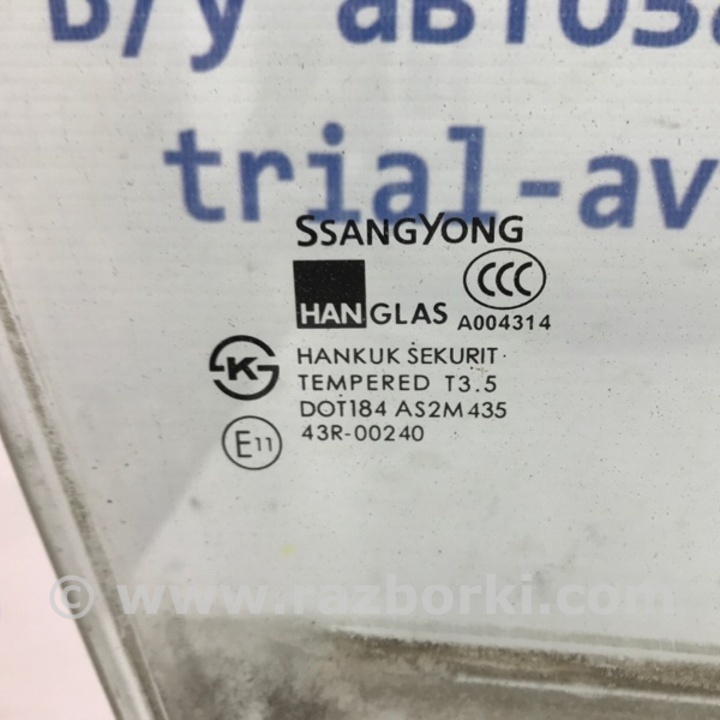 Б/у автоза
trial-av
SSANGYONG
HANGLAS
CCC
A004314
K HANKUK SEKURIT
TEMPERED T3.5
DOT184 AS2M435
E11 43R-00240
© www.razborki.com